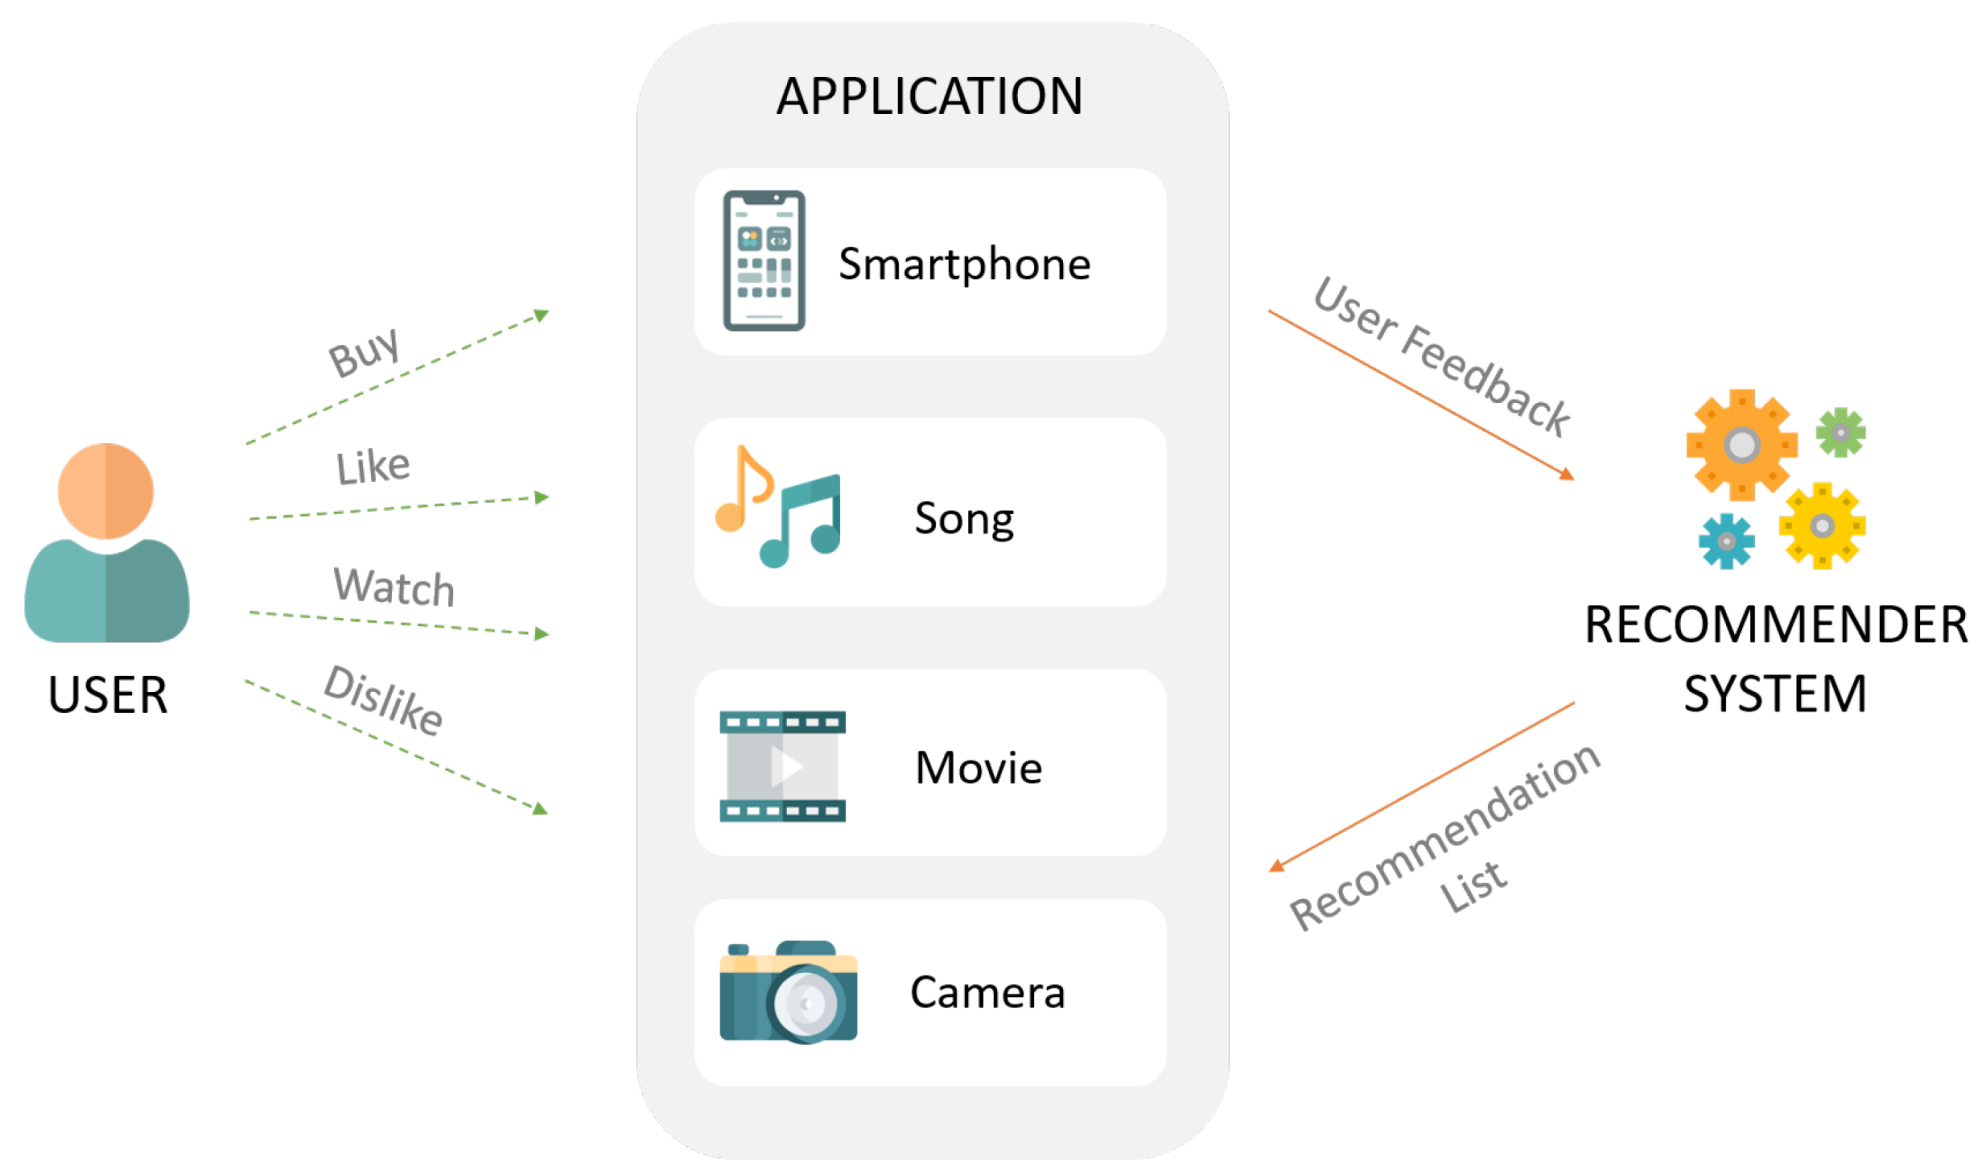 APPLICATION
Smartphone
Song
Movie
Camera
Buy
Like
Watch
Dislike
USER
User Feedback
RECOMMENDER
SYSTEM
Recommendation
List